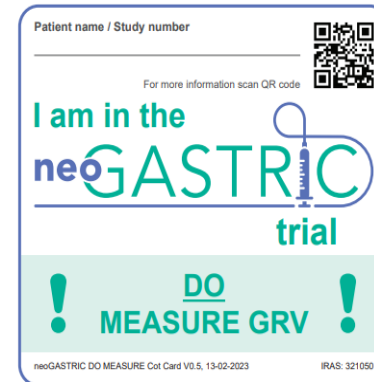 Patient name / Study number
For more information scan QR code
I am in the
neoGASTRIC
trial
! DO !
MEASURE GRV
neoGASTRIC DO MEASURE Cot Card V0.5, 13-02-2023 IRAS: 321050